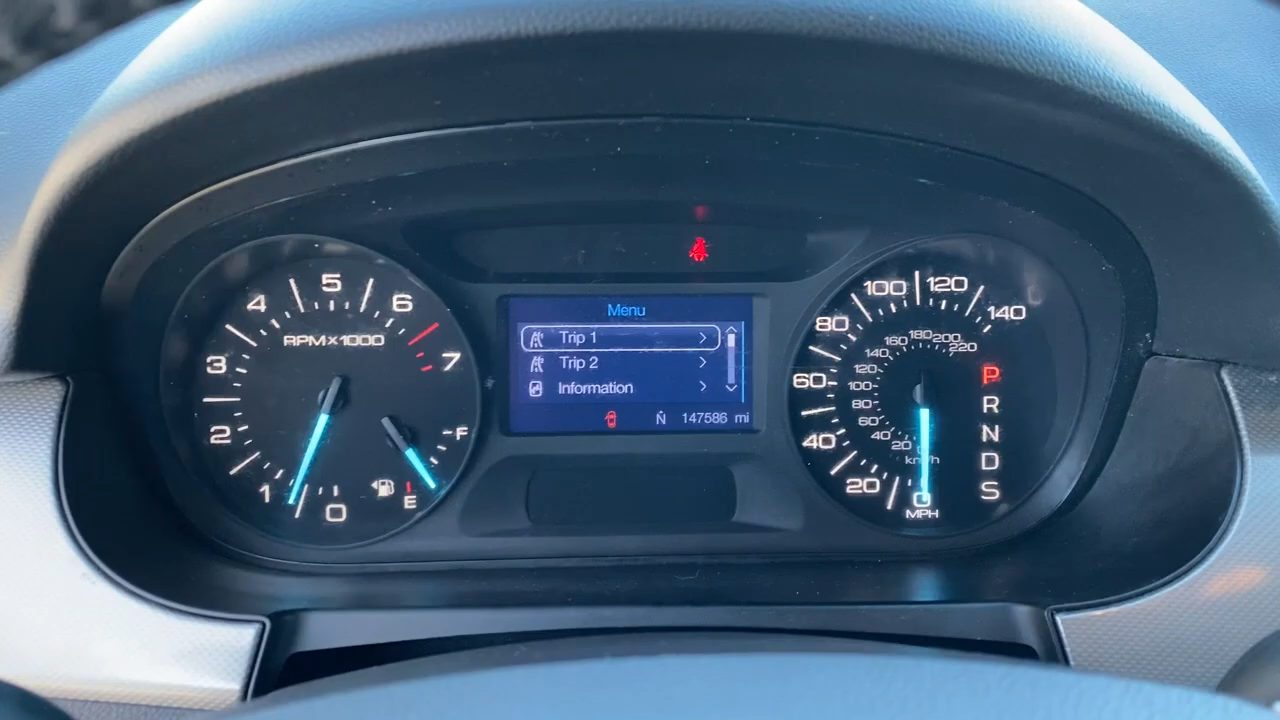 0
1
2
3
4
5
6
7
RPM×1000
F
E
Menu
Trip 1
Trip 2
Information
N 147586 mi
0
20
40
60
80
100
120
140
20
40
60
80
100
120
140
160
180
200
220
km/h
MPH
P
R
N
D
S